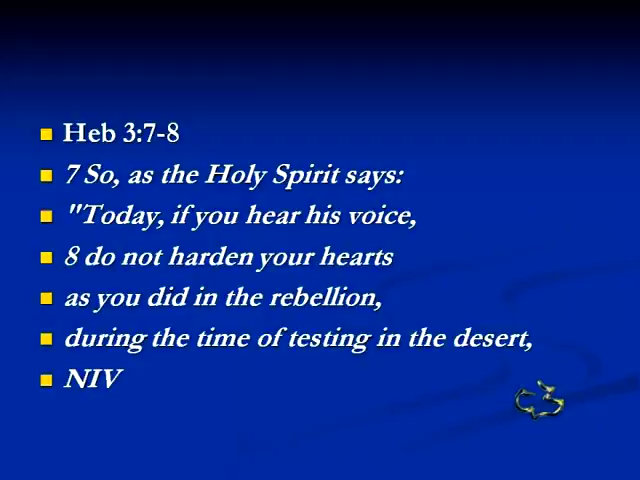 Heb 3:7-8
7 So, as the Holy Spirit says:
"Today, if you hear his voice,
8 do not harden your hearts
as you did in the rebellion,
during the time of testing in the desert,
NIV